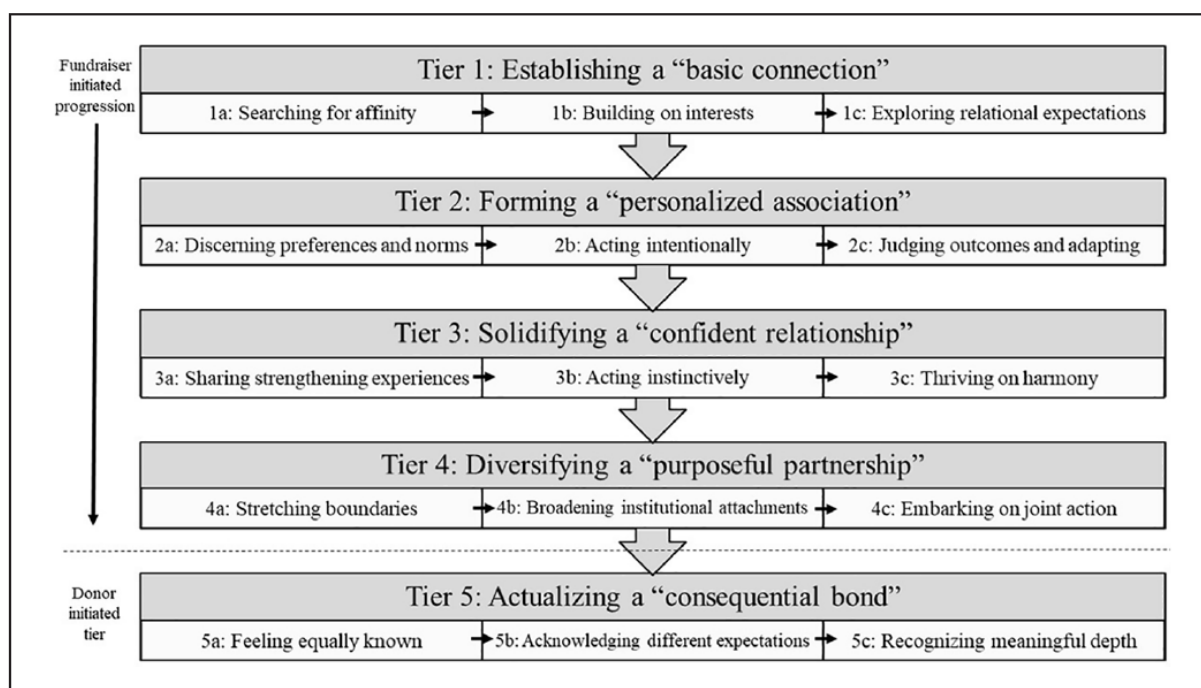 Fundraiser
initiated
progression
Tier 1: Establishing a “basic connection”
1a: Searching for affinity
1b: Building on interests
1c: Exploring relational expectations
Tier 2: Forming a “personalized association”
2a: Discerning preferences and norms
2b: Acting intentionally
2c: Judging outcomes and adapting
Tier 3: Solidifying a “confident relationship”
3a: Sharing strengthening experiences
3b: Acting instinctively
3c: Thriving on harmony
Tier 4: Diversifying a “purposeful partnership”
4a: Stretching boundaries
4b: Broadening institutional attachments
4c: Embarking on joint action
Donor
initiated
tier
Tier 5: Actualizing a “consequential bond”
5a: Feeling equally known
5b: Acknowledging different expectations
5c: Recognizing meaningful depth